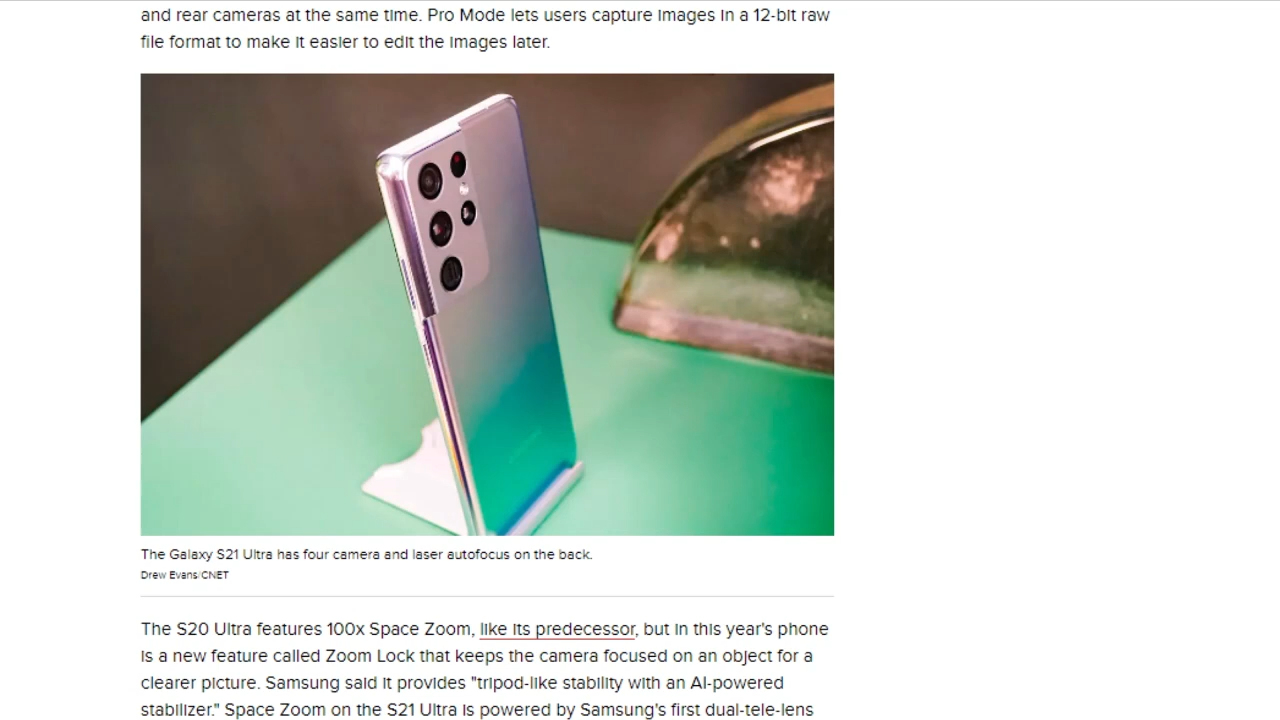 and rear cameras at the same time. Pro Mode lets users capture images in a 12-bit raw
file format to make it easier to edit the images later.
The Galaxy S21 Ultra has four camera and laser autofocus on the back.
Drew Evans/CNET
The S20 Ultra features 100x Space Zoom, like its predecessor, but in this year's phone
is a new feature called Zoom Lock that keeps the camera focused on an object for a
clearer picture. Samsung said it provides "tripod-like stability with an AI-powered
stabilizer." Space Zoom on the S21 Ultra is powered by Samsung's first dual-tele-lens